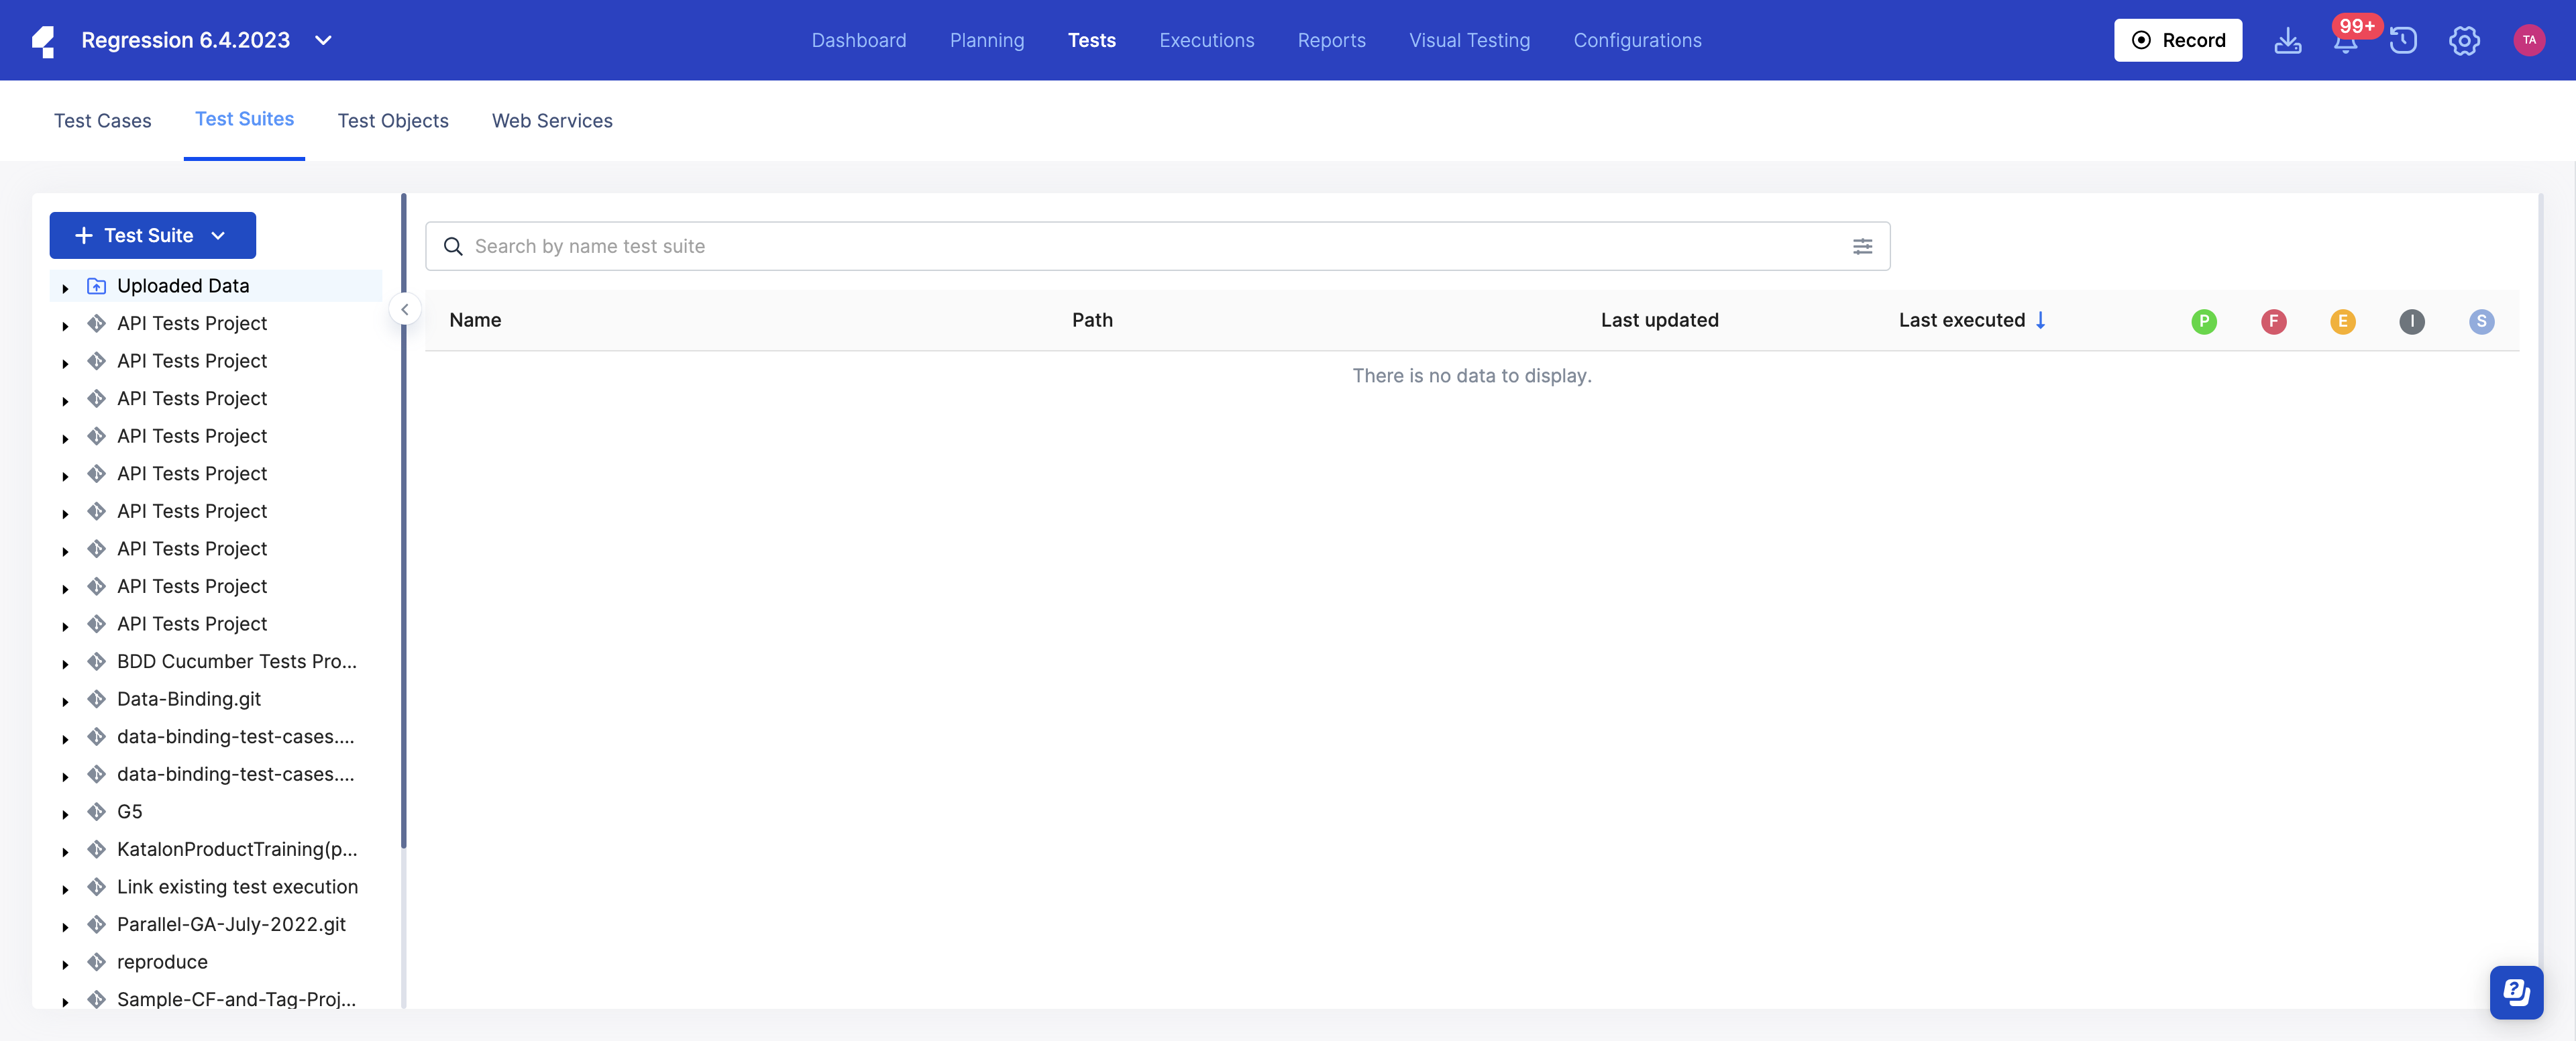 Regression 6.4.2023
Dashboard Planning Tests Executions Reports Visual Testing Configurations
Record
99+
TA
Test Cases Test Suites Test Objects Web Services
+ Test Suite
Search by name test suite
Uploaded Data
API Tests Project
API Tests Project
API Tests Project
API Tests Project
API Tests Project
API Tests Project
API Tests Project
API Tests Project
API Tests Project
BDD Cucumber Tests Pro...
Data-Binding.git
data-binding-test-cases....
data-binding-test-cases....
G5
KatalonProductTraining(p...
Link existing test execution
Parallel-GA-July-2022.git
reproduce
Sample-CF-and-Tag-Proj...
Name Path Last updated Last executed P F E I S
There is no data to display.
?